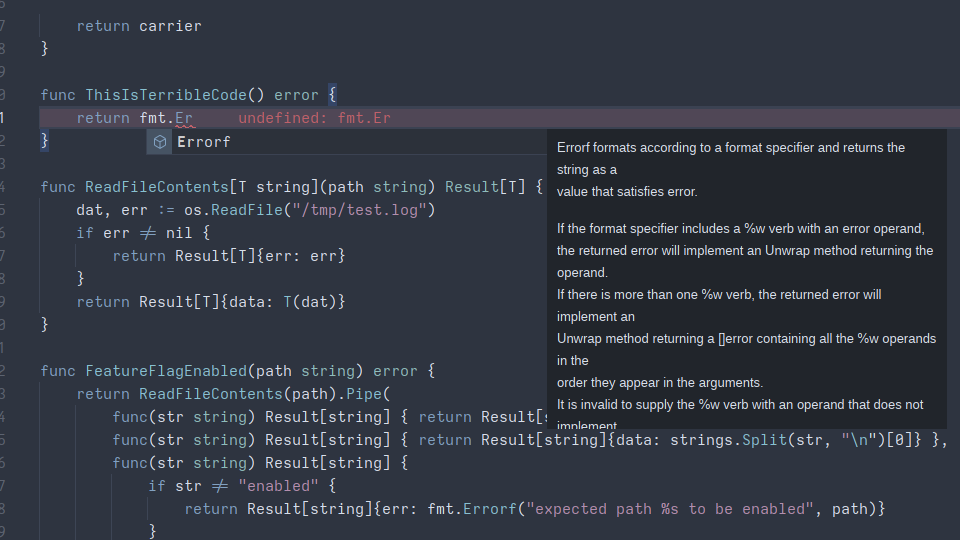 return carrier
}
func ThisIsTerribleCode() error {
return fmt.Er undefined: fmt.Er
}
Errorf
Errorf formats according to a format specifier and returns the
string as a
value that satisfies error.
If the format specifier includes a %w verb with an error operand,
the returned error will implement an Unwrap method returning the
operand.
If there is more than one %w verb, the returned error will
implement an
Unwrap method returning a []error containing all the %w operands
in the
order they appear in the arguments.
It is invalid to supply the %w verb with an operand that does not
implement
func ReadFileContents[T string](path string) Result[T] {
dat, err := os.ReadFile("/tmp/test.log")
if err != nil {
return Result[T]{err: err}
}
return Result[T]{data: T(dat)}
}
func FeatureFlagEnabled(path string) error {
return ReadFileContents(path).Pipe(
func(str string) Result[string] { return Result[
func(str string) Result[string] { return Result[string]{data: strings.Split(str, "\n")[0]} },
func(str string) Result[string] {
if str != "enabled" {
return Result[string]{err: fmt.Errorf("expected path %s to be enabled", path)}
}